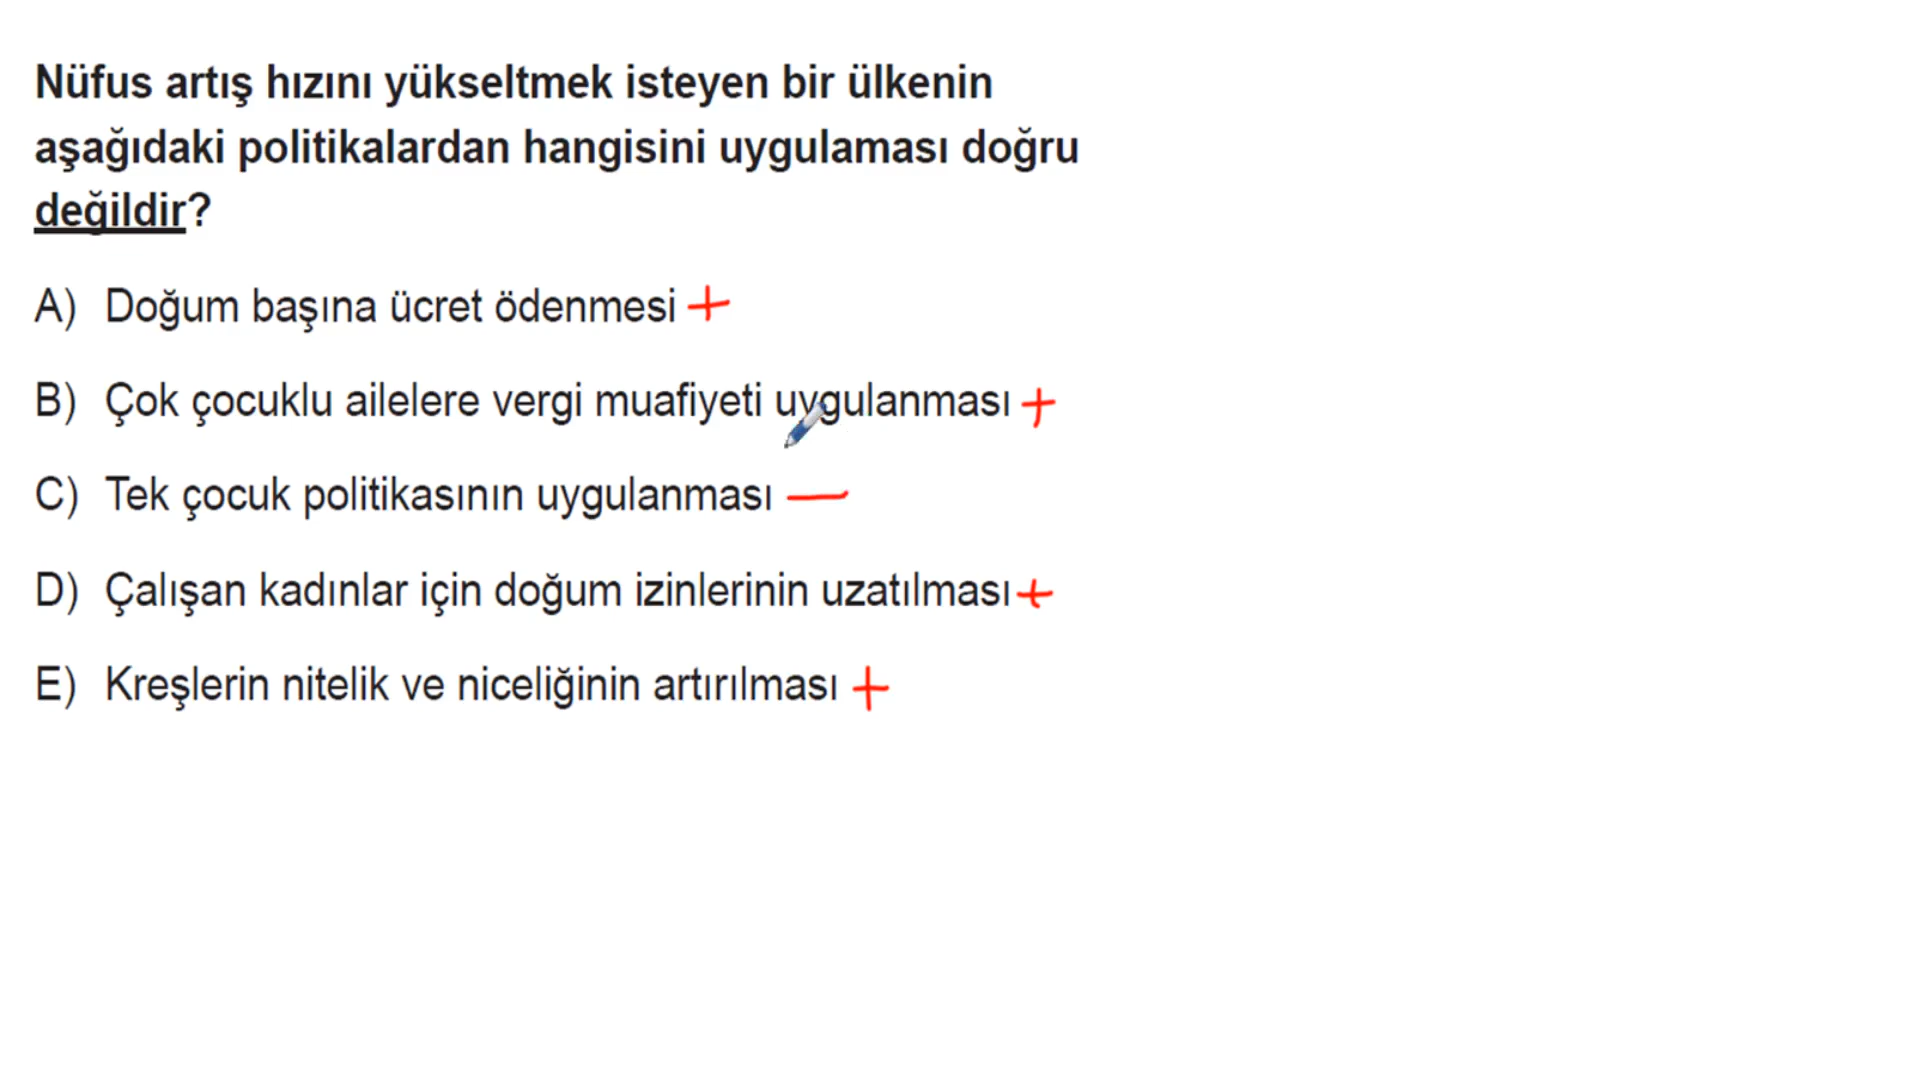 Nüfus artış hızını yükseltmek isteyen bir ülkenin
aşağıdaki politikalardan hangisini uygulaması doğru
değildir?
A) Doğum başına ücret ödenmesi +
B) Çok çocuklu ailelere vergi muafiyeti uygulanması +
C) Tek çocuk politikasının uygulanması —
D) Çalışan kadınlar için doğum izinlerinin uzatılması +
E) Kreşlerin nitelik ve niceliğinin artırılması +